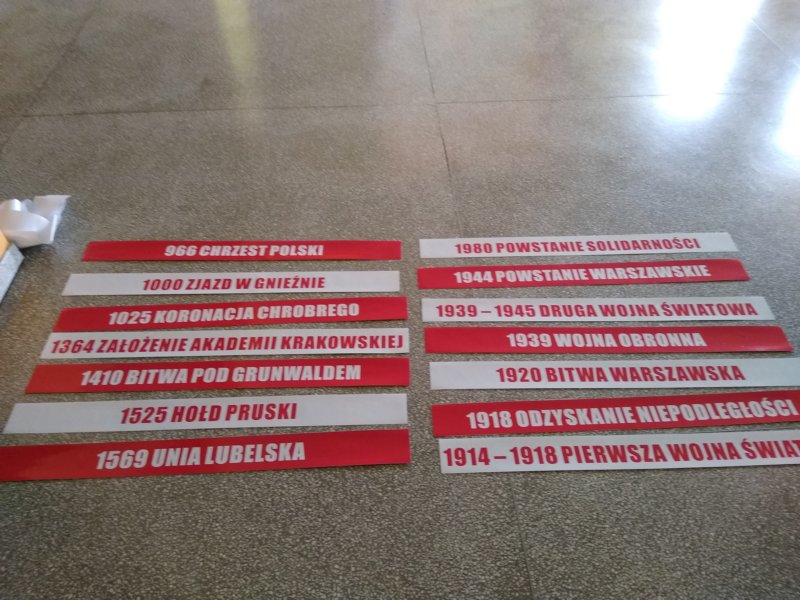 966 CHRZEST POLSKI
1000 ZJAZD W GNIEŹNIE
1025 KORONACJA CHROBREGO
1364 ZAŁOŻENIE AKADEMII KRAKOWSKIEJ
1410 BITWA POD GRUNWALDEM
1525 HOŁD PRUSKI
1569 UNIA LUBELSKA
1980 POWSTANIE SOLIDARNOŚCI
1944 POWSTANIE WARSZAWSKIE
1939 – 1945 DRUGA WOJNA ŚWIATOWA
1939 WOJNA OBRONNA
1920 BITWA WARSZAWSKA
1918 ODZYSKANIE NIEPODLEGŁOŚCI
1914 – 1918 PIERWSZA WOJNA ŚWIAT